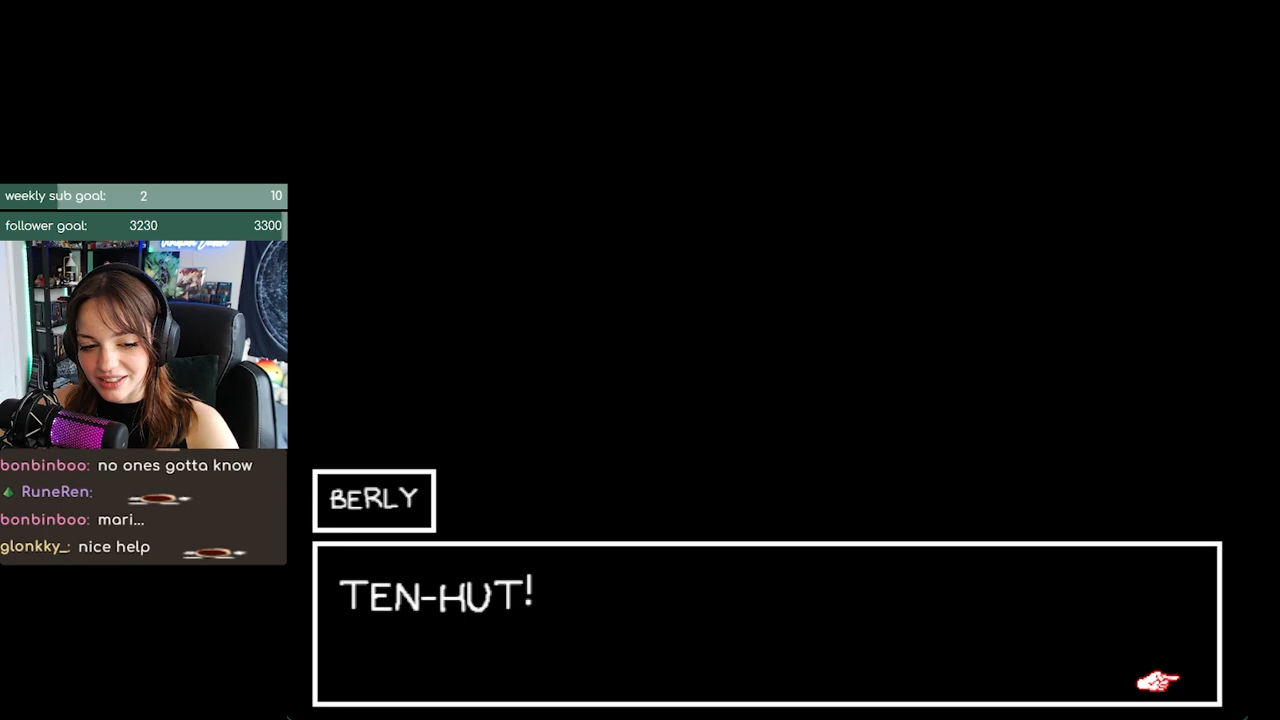 weekly sub goal: 2 10
follower goal: 3230 3300
bonbinboo: no ones gotta know
RuneRen:
bonbinboo: mari...
glonkky_: nice help
BERLY
TEN-HUT!